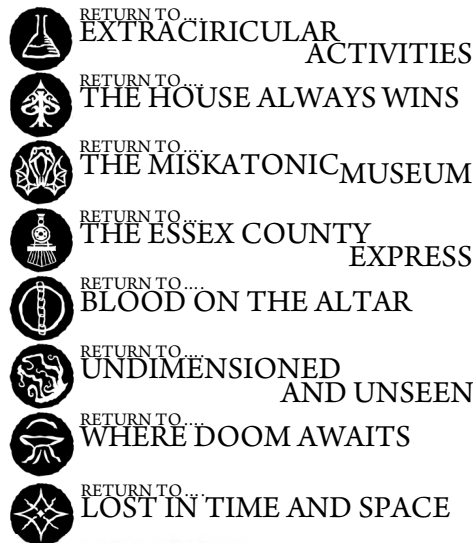 RETURN TO ....
EXTRACIRICULAR
ACTIVITIES
RETURN TO ....
THE HOUSE ALWAYS WINS
RETURN TO ....
THE MISKATONIC
MUSEUM
RETURN TO ....
THE ESSEX COUNTY
EXPRESS
RETURN TO ....
BLOOD ON THE ALTAR
RETURN TO ....
UNDIMENSIONED
AND UNSEEN
RETURN TO ....
WHERE DOOM AWAITS
RETURN TO ....
LOST IN TIME AND SPACE